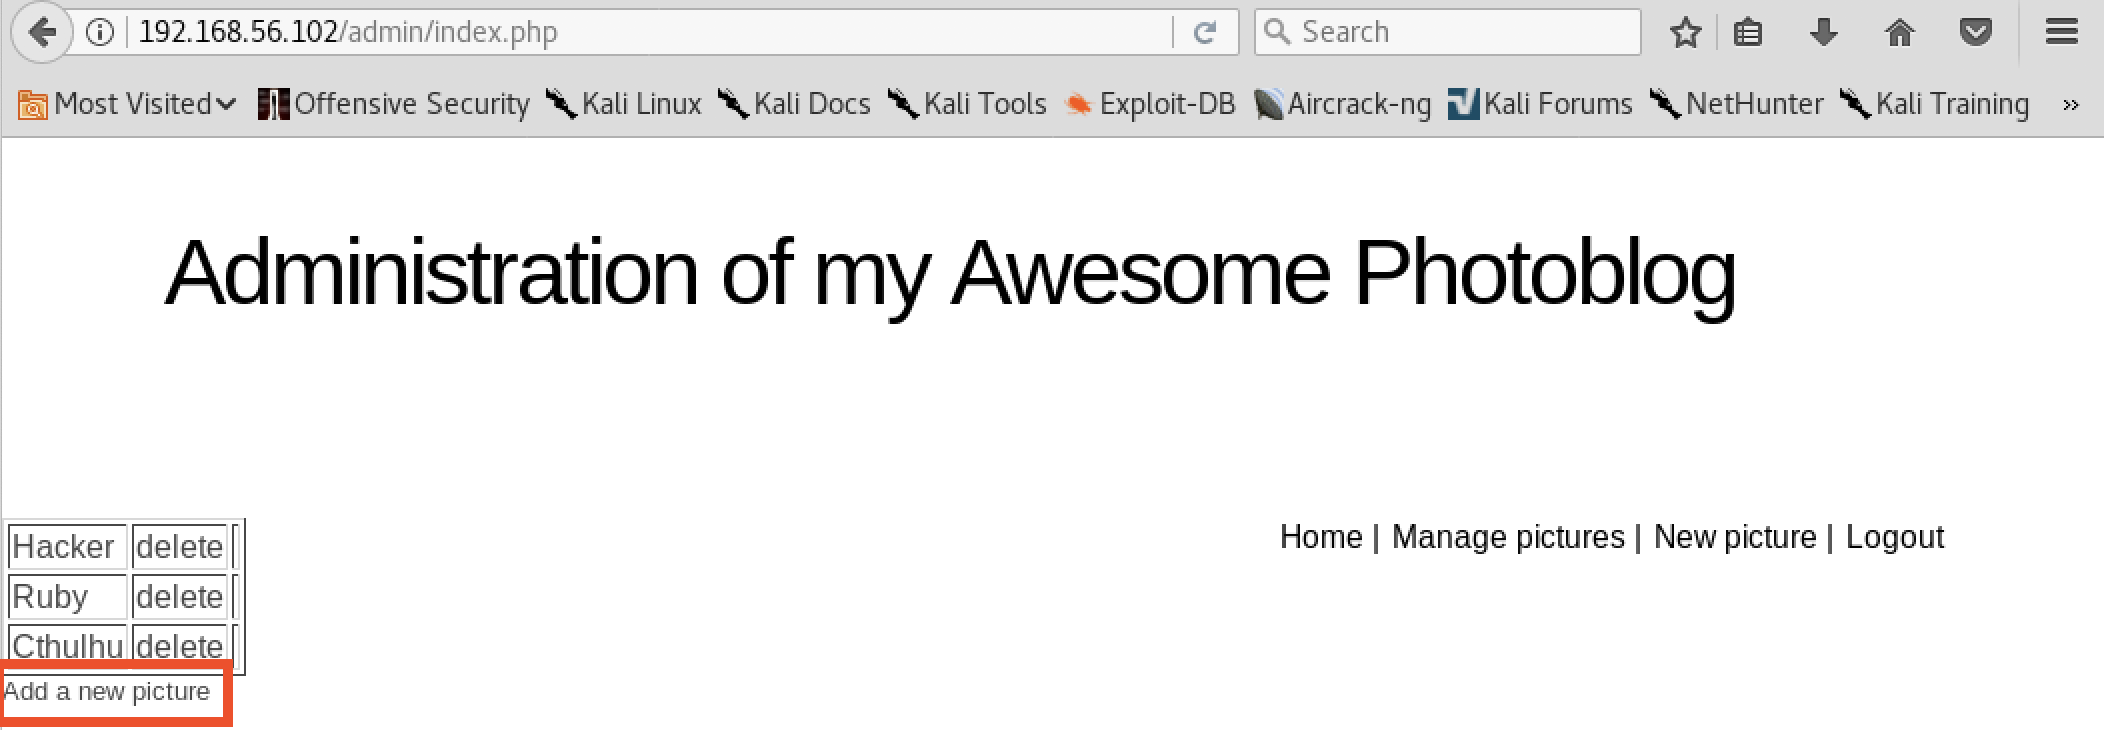 192.168.56.102/admin/index.php Search
Most Visited Offensive Security Kali Linux Kali Docs Kali Tools Exploit-DB Aircrack-ng Kali Forums NetHunter Kali Training »
Administration of my Awesome Photoblog
Home | Manage pictures | New picture | Logout
Hacker delete
Ruby delete
Cthulhu delete
Add a new picture